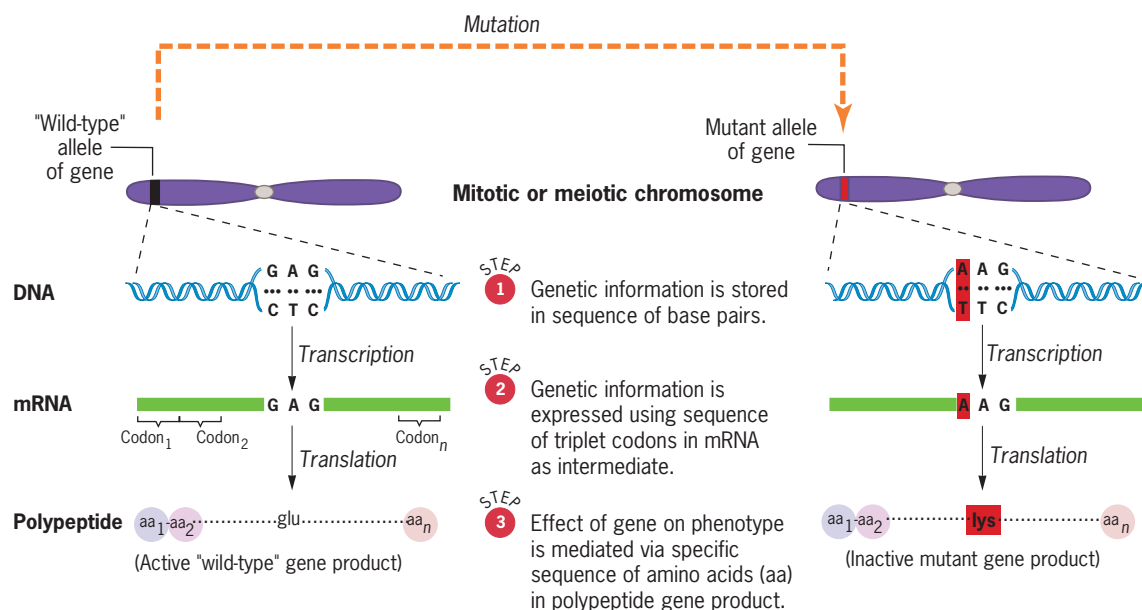 Mutation
"Wild-type"
allele
of gene
Mutant allele
of gene
Mitotic or meiotic chromosome
DNA
G A G
C T C
STEP
1
Genetic information is stored
in sequence of base pairs.
A A G
T T C
Transcription
Transcription
mRNA
G A G
Codon1
Codon2
Codonn
STEP
2
Genetic information is
expressed using sequence
of triplet codons in mRNA
as intermediate.
A A G
Translation
Translation
Polypeptide
aa1-aa2
glu
aan
(Active "wild-type" gene product)
STEP
3
Effect of gene on phenotype
is mediated via specific
sequence of amino acids (aa)
in polypeptide gene product.
aa1-aa2
lys
aan
(Inactive mutant gene product)